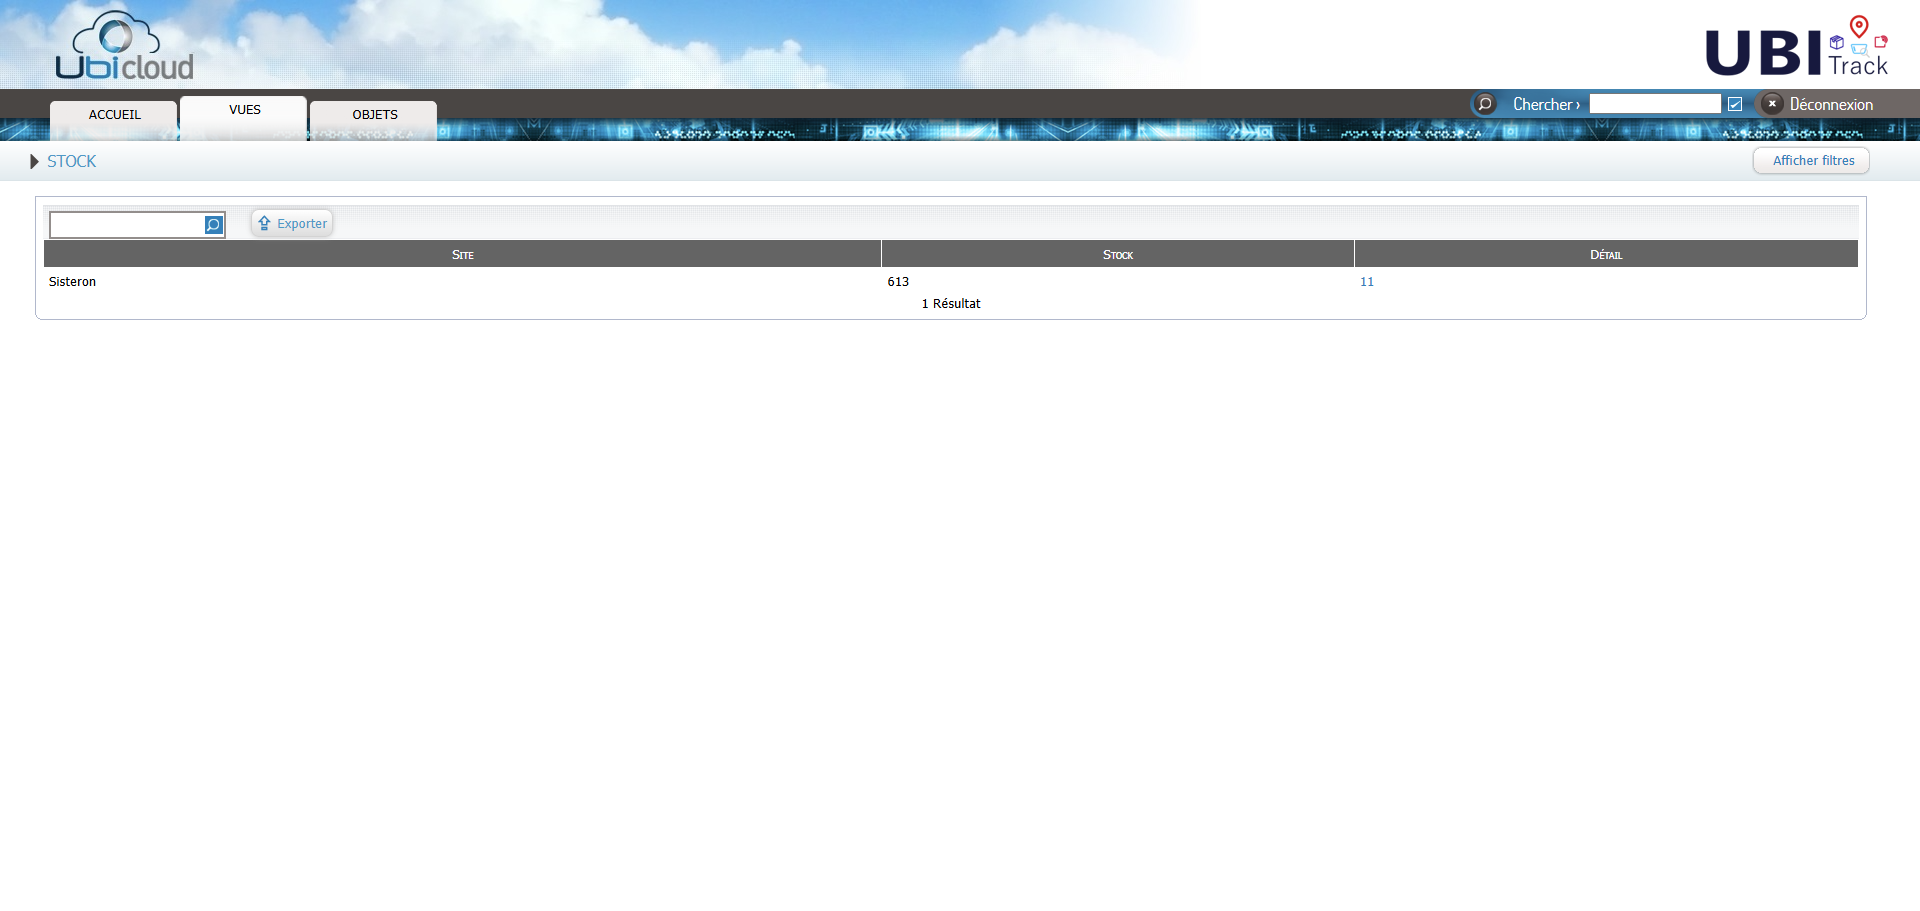 Ubicloud
UBI Track
ACCUEIL
VUES
OBJETS
Chercher ›
Déconnexion
STOCK
Afficher filtres
Exporter
Site
Stock
Détail
Sisteron
613
11
1 Résultat